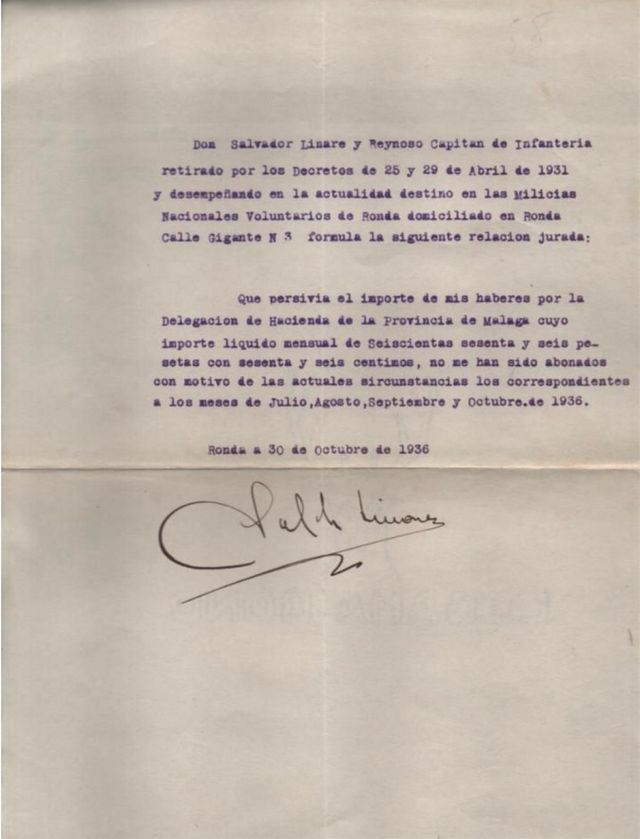 58
Don Salvador Linare y Reynoso Capitan de Infanteria
retirado por los Decretos de 25 y 29 de Abril de 1931
y desempeñando en la actualidad destino en las Milicias
Nacionales Voluntarios de Ronda domiciliado en Ronda
Calle Gigante N 3 formula la siguiente relacion jurada:
Que persivia el importe de mis haberes por la
Delegacion de Hacienda de la Provincia de Malaga cuyo
importe liquido mensual de Seiscientas sesenta y seis pe-
setas con sesenta y seis centimos, no me han sido abonados
con motivo de las actuales sircunstancias los correspondientes
a los meses de Julio,Agosto,Septiembre y Octubre.de 1936.
Ronda a 30 de Octubre de 1936
Linares